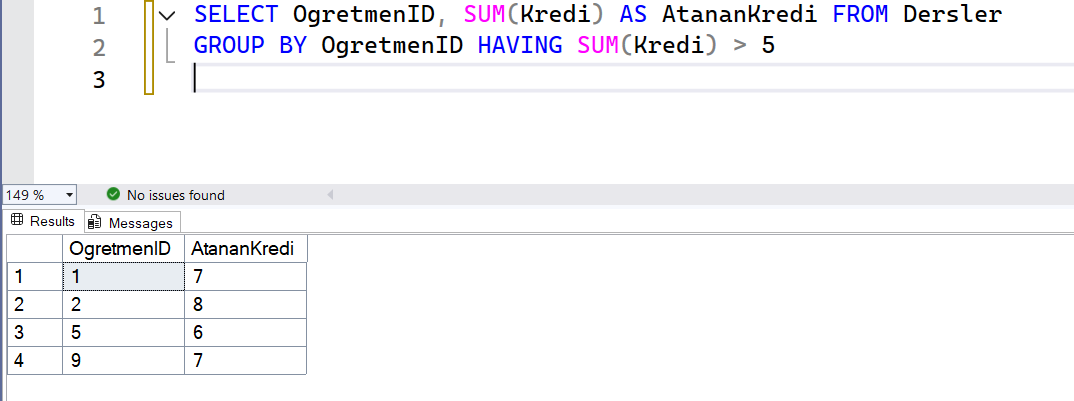 1 SELECT OgretmenID, SUM(Kredi) AS AtananKredi FROM Dersler
2 GROUP BY OgretmenID HAVING SUM(Kredi) > 5
3
149 % No issues found
Results Messages
OgretmenID AtananKredi
1 1 7
2 2 8
3 5 6
4 9 7